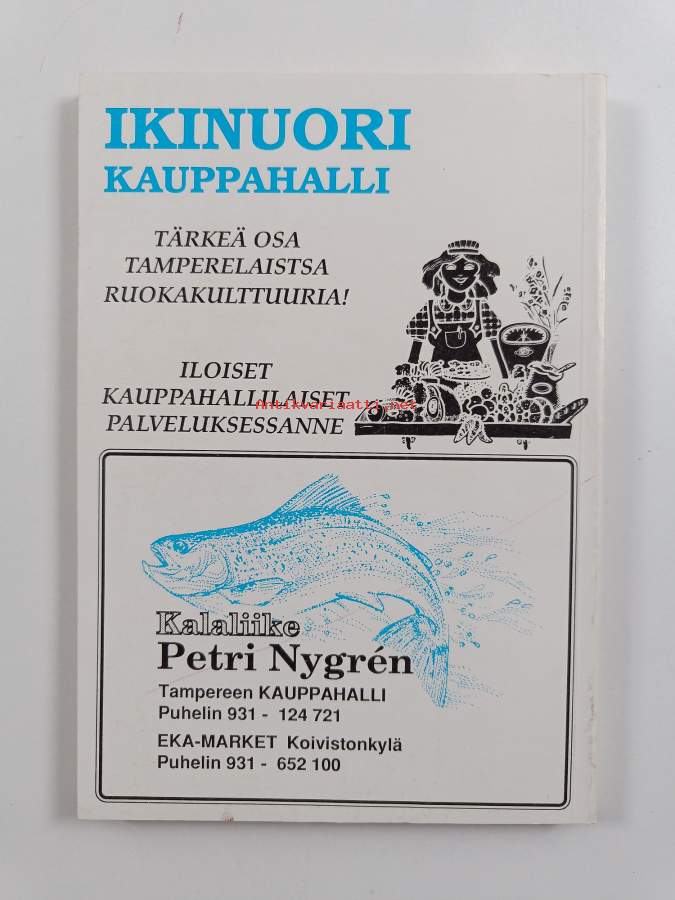 IKINUORI
KAUPPAHALLI
TÄRKEÄ OSA
TAMPERELAISTSA
RUOKAKULTTUURIA!
ILOISET
KAUPPAHALLILAISET
Antikvariaatti.net
PALVELUKSESSANNE
Kalaliike
Petri Nygrén
Tampereen KAUPPAHALLI
Puhelin 931 - 124 721
EKA-MARKET Koivistonkylä
Puhelin 931 - 652 100